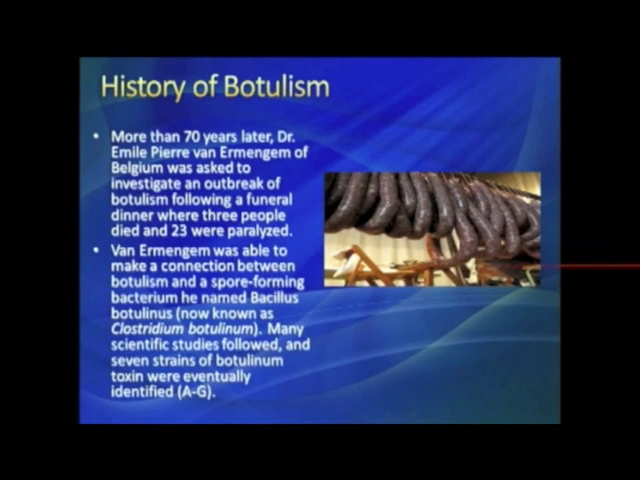 History of Botulism
• More than 70 years later, Dr.
Emile Pierre van Ermengem of
Belgium was asked to
investigate an outbreak of
botulism following a funeral
dinner where three people
died and 23 were paralyzed.
• Van Ermengem was able to
make a connection between
botulism and a spore-forming
bacterium he named Bacillus
botulinus (now known as
Clostridium botulinum). Many
scientific studies followed, and
seven strains of botulinum
toxin were eventually
identified (A-G).